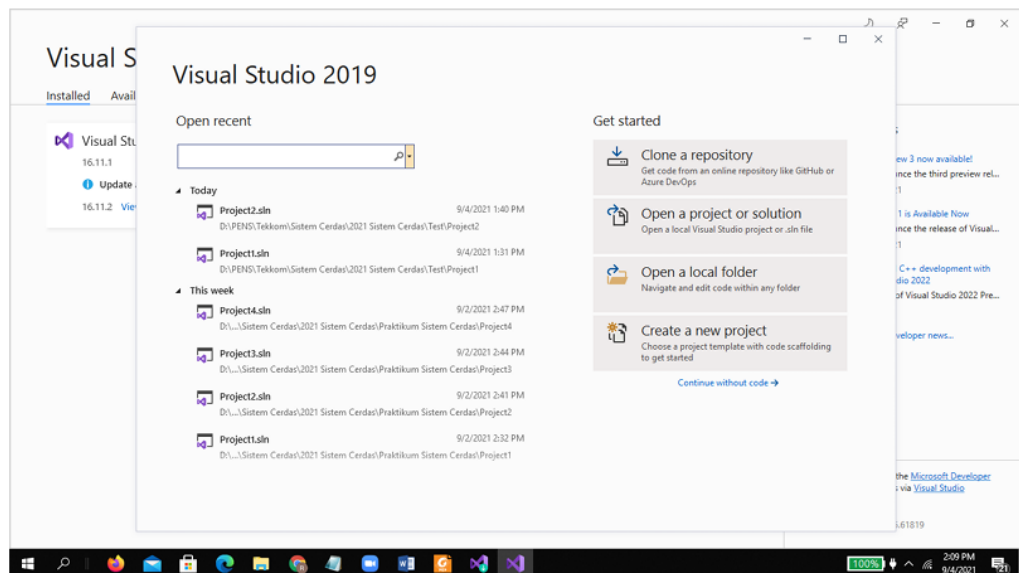 Visual S
Installed Avail
Visual Stu
16.11.1
Update
16.11.2 Vie
Visual Studio 2019
Open recent
Today
Project2.sln 9/4/2021 1:40 PM
D:\PENS\Tekkom\Sistem Cerdas\2021 Sistem Cerdas\Test\Project2
Project1.sln 9/4/2021 1:31 PM
D:\PENS\Tekkom\Sistem Cerdas\2021 Sistem Cerdas\Test\Project1
This week
Project4.sln 9/2/2021 2:47 PM
D:\...\Sistem Cerdas\2021 Sistem Cerdas\Praktikum Sistem Cerdas\Project4
Project3.sln 9/2/2021 2:44 PM
D:\...\Sistem Cerdas\2021 Sistem Cerdas\Praktikum Sistem Cerdas\Project3
Project2.sln 9/2/2021 2:41 PM
D:\...\Sistem Cerdas\2021 Sistem Cerdas\Praktikum Sistem Cerdas\Project2
Project1.sln 9/2/2021 2:32 PM
D:\...\Sistem Cerdas\2021 Sistem Cerdas\Praktikum Sistem Cerdas\Project1
Get started
Clone a repository
Get code from an online repository like GitHub or
Azure DevOps
Open a project or solution
Open a local Visual Studio project or .sln file
Open a local folder
Navigate and edit code within any folder
Create a new project
Choose a project template with code scaffolding
to get started
Continue without code →
ew 3 now available!
nce the third preview rel...
1 is Available Now
nce the release of Visual...
C++ development with
dio 2022
of Visual Studio 2022 Pre...
veloper news...
the Microsoft Developer
s via Visual Studio
.61819
100%
2:09 PM
9/4/2021
21